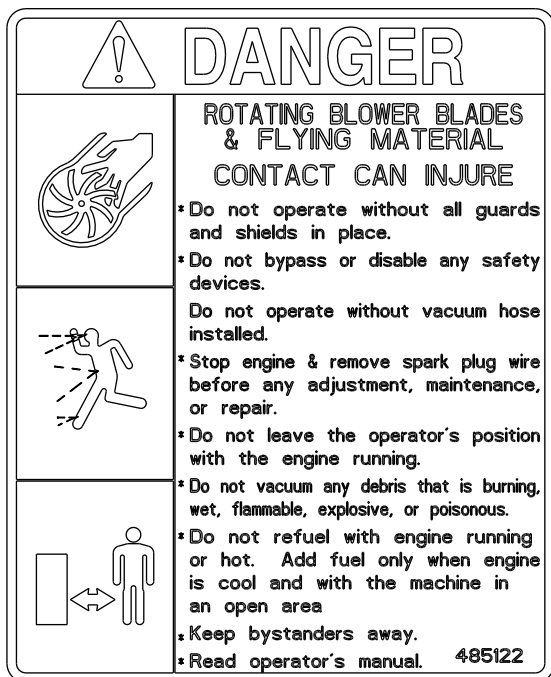 DANGER
ROTATING BLOWER BLADES
& FLYING MATERIAL
CONTACT CAN INJURE
* Do not operate without all guards
and shields in place.
* Do not bypass or disable any safety
devices.
Do not operate without vacuum hose
installed.
* Stop engine & remove spark plug wire
before any adjustment, maintenance,
or repair.
* Do not leave the operator's position
with the engine running.
* Do not vacuum any debris that is burning,
wet, flammable, explosive, or poisonous.
* Do not refuel with engine running
or hot. Add fuel only when engine
is cool and with the machine in
an open area
* Keep bystanders away.
* Read operator's manual. 485122